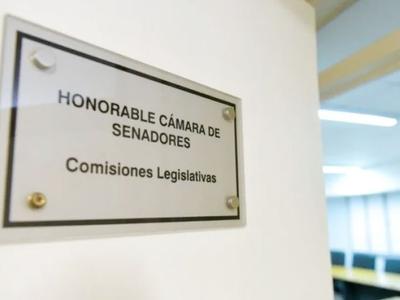 HONORABLE CÁMARA DE
SENADORES
Comisiones Legislativas